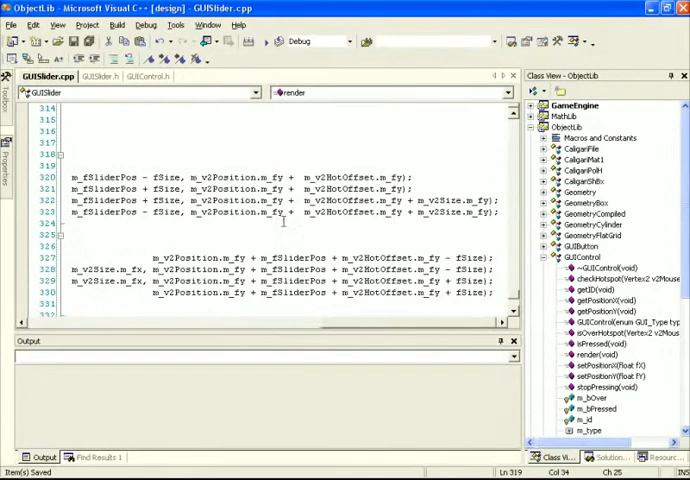 ObjectLib - Microsoft Visual C++ [design] - GUISlider.cpp
File Edit View Project Build Debug Tools Window Help
Debug
GUISlider.cpp GUISlider.h GUIControl.h
GUISlider render
314
315
316
317
318
319
320 m_fSliderPos - fSize, m_v2Position.m_fy + m_v2HotOffset.m_fy);
321 m_fSliderPos + fSize, m_v2Position.m_fy + m_v2HotOffset.m_fy);
322 m_fSliderPos + fSize, m_v2Position.m_fy + m_v2HotOffset.m_fy + m_v2Size.m_fy);
323 m_fSliderPos - fSize, m_v2Position.m_fy + m_v2HotOffset.m_fy + m_v2Size.m_fy);
324
325
326
327 m_v2Position.m_fy + m_fSliderPos + m_v2HotOffset.m_fy - fSize);
328 m_v2Size.m_fx, m_v2Position.m_fy + m_fSliderPos + m_v2HotOffset.m_fy - fSize);
329 m_v2Size.m_fx, m_v2Position.m_fy + m_fSliderPos + m_v2HotOffset.m_fy + fSize);
330 m_v2Position.m_fy + m_fSliderPos + m_v2HotOffset.m_fy + fSize);
331
332
Output
Output Find Results 1
Toolbox
Properties
Class View - ObjectLib
GameEngine
MathLib
ObjectLib
Macros and Constants
CaligariFile
CaligariMat1
CaligariPolH
CaligariShBx
Geometry
GeometryBox
GeometryCompiled
GeometryCylinder
GeometryFlatGrid
GUIButton
GUIControl
~GUIControl(void)
checkHotspot(Vertex2 v2Mouse
getID(void)
getPositionX(void)
getPositionY(void)
GUIControl(enum GUI_Type typ
isOverHotspot(Vertex2 v2Mous
isPressed(void)
render(void)
setPositionX(float fX)
setPositionY(float fY)
stopPressing(void)
m_bOver
m_bPressed
m_id
m_type
Class Vi... Solution... Resourc...
Item(s) Saved Ln 319 Col 34 Ch 25 INS